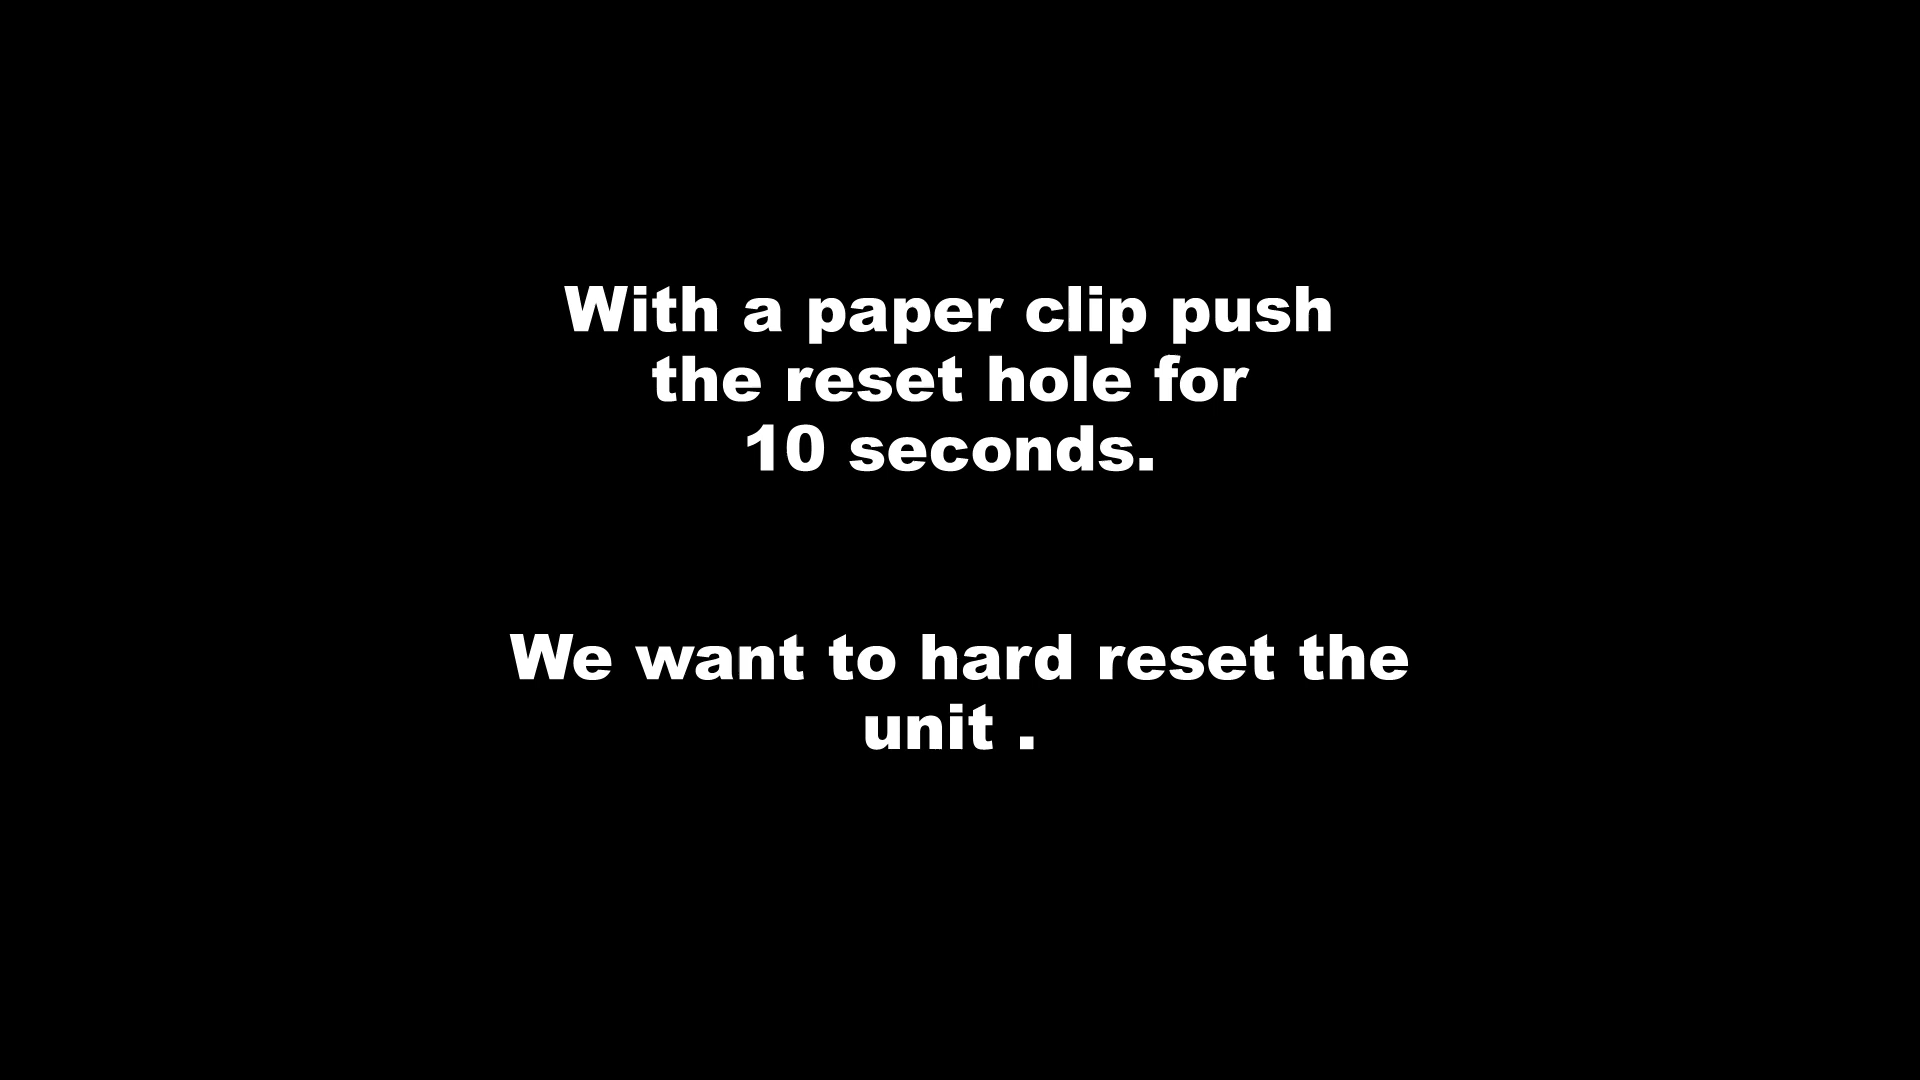 With a paper clip push
the reset hole for
10 seconds.
We want to hard reset the
unit .